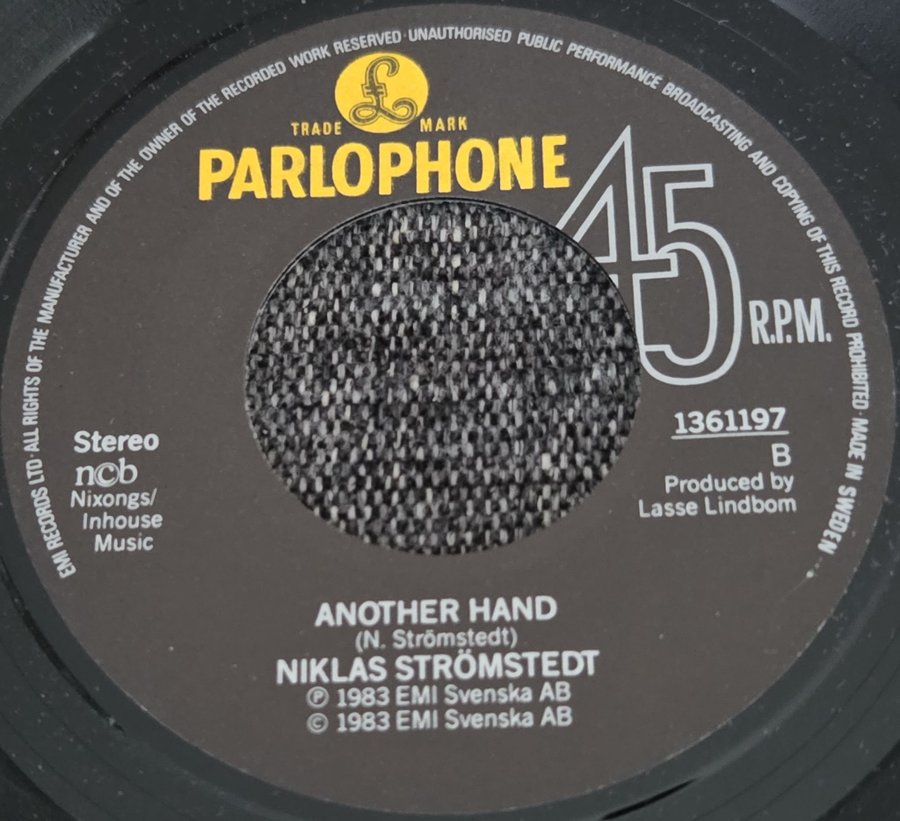 EMI RECORDS LTD·ALL RIGHTS OF THE MANUFACTURER AND OF THE OWNER OF THE RECORDED WORK RESERVED·UNAUTHORISED PUBLIC PERFORMANCE BROADCASTING AND COPYING OF THIS RECORD PROHIBITED·MADE IN SWEDEN
£
TRADE MARK
PARLOPHONE
45
R.P.M.
1361197
B
Produced by
Lasse Lindbom
Stereo
ncb
Nixongs/
Inhouse
Music
ANOTHER HAND
(N. Strömstedt)
NIKLAS STRÖMSTEDT
℗ 1983 EMI Svenska AB
© 1983 EMI Svenska AB